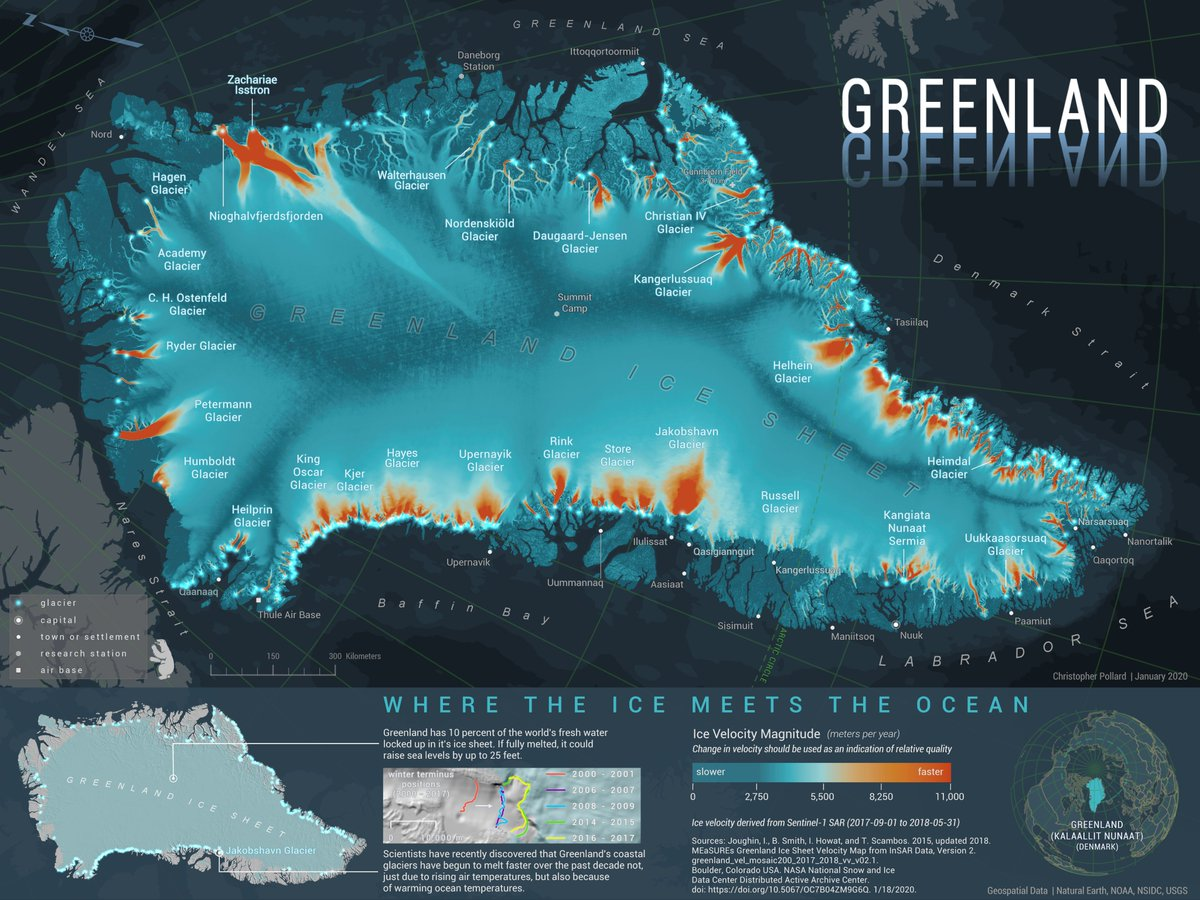 GREENLAND SEA
Daneborg
Station
Ittoqqortoormiit
Zachariae
Isstron
WANDEL SEA
Nord
GREENLAND
Hagen
Glacier
Walterhausen
Glacier
Gunnbjørn Field
Nioghalvfjerdsfjorden
Nordenskiöld
Glacier
Daugaard-Jensen
Glacier
Christian IV
Glacier
Academy
Glacier
Kangerlussuaq
Glacier
Denmark Strait
C. H. Ostenfeld
Glacier
Summit
Camp
GREENLAND ICE SHEET
Tasiilaq
Ryder Glacier
Helhein
Glacier
Petermann
Glacier
Humboldt
Glacier
King
Oscar
Glacier
Kjer
Glacier
Hayes
Glacier
Upernayik
Glacier
Rink
Glacier
Store
Glacier
Jakobshavn
Glacier
Heimdal
Glacier
Russell
Glacier
Heilprin
Glacier
Kangiata
Nunaat
Sermia
Uukkaasorsuaq
Glacier
Narsarsuaq
Nanortalik
Qaqortoq
Nares Strait
Upernavik
Ilulissat
Qasigiannguit
Uummannaq
Aasiaat
Kangerlussuaq
Qaanaaq
Thule Air Base
Baffin Bay
Sisimuit
Maniitsoq
Nuuk
Paamiut
LABRADOR SEA
ARCTIC CIRCLE
glacier
capital
town or settlement
research station
air base
0 150 300 Kilometers
Christopher Pollard | January 2020
WHERE THE ICE MEETS THE OCEAN
Greenland has 10 percent of the world's fresh water
locked up in it's ice sheet. If fully melted, it could
raise sea levels by up to 25 feet.
winter terminus
positions
(2000 - 2017)
0 10,000/m
2000 - 2001
2006 - 2007
2008 - 2009
2014 - 2015
2016 - 2017
Scientists have recently discovered that Greenland's coastal
glaciers have begun to melt faster over the past decade not,
just due to rising air temperatures, but also because
of warming ocean temperatures.
GREENLAND ICE SHEET
Jakobshavn Glacier
Ice Velocity Magnitude (meters per year)
Change in velocity should be used as an indication of relative quality
slower faster
0 2,750 5,500 8,250 11,000
Ice velocity derived from Sentinel-1 SAR (2017-09-01 to 2018-05-31)
Sources: Joughin, I., B. Smith, I. Howat, and T. Scambos. 2015, updated 2018.
MEaSUREs Greenland Ice Sheet Velocity Map from InSAR Data, Version 2.
greenland_vel_mosaic200_2017_2018_vv_v02.1.
Boulder, Colorado USA. NASA National Snow and Ice
Data Center Distributed Active Archive Center.
doi: https://doi.org/10.5067/OC7B04ZM9G6Q. 1/18/2020.
GREENLAND
(KALAALLIT NUNAAT)
(DENMARK)
Geospatial Data | Natural Earth, NOAA, NSIDC, USGS